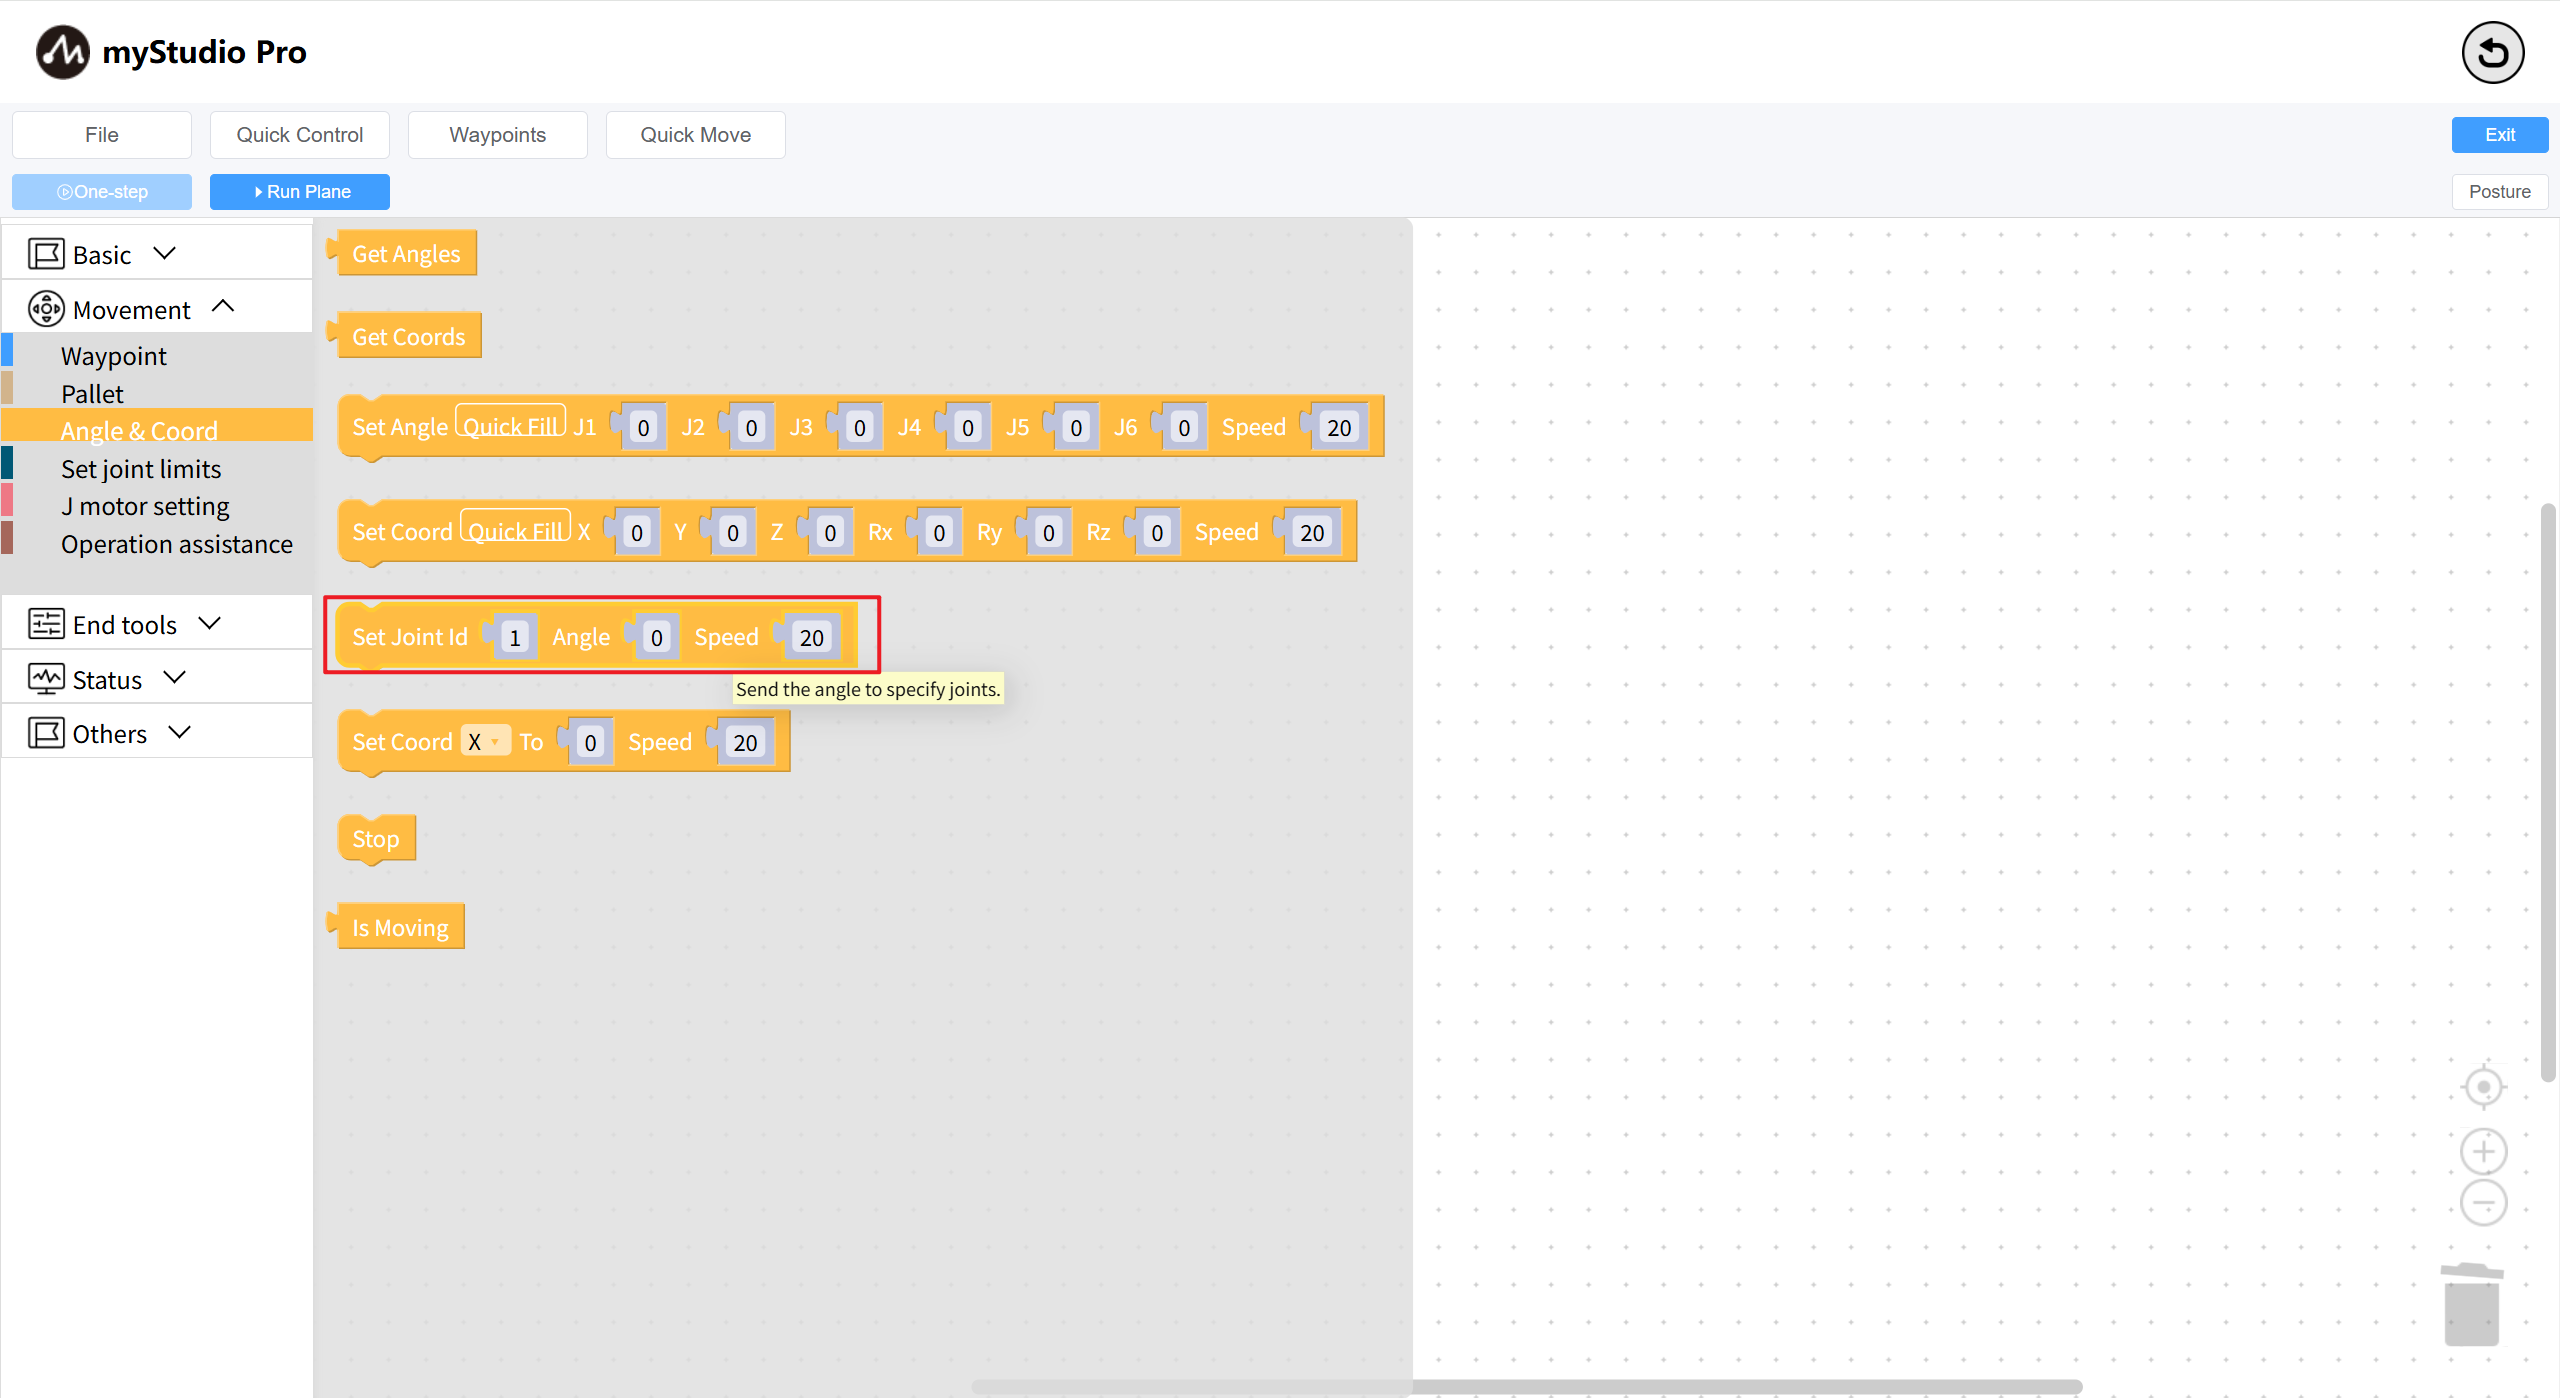 myStudio Pro
File
Quick Control
Waypoints
Quick Move
Exit
One-step
Run Plane
Posture
Basic
Movement
Waypoint
Pallet
Angle & Coord
Set joint limits
J motor setting
Operation assistance
End tools
Status
Others
Get Angles
Get Coords
Set Angle Quick Fill J1 0 J2 0 J3 0 J4 0 J5 0 J6 0 Speed 20
Set Coord Quick Fill X 0 Y 0 Z 0 Rx 0 Ry 0 Rz 0 Speed 20
Set Joint Id 1 Angle 0 Speed 20
Send the angle to specify joints.
Set Coord X To 0 Speed 20
Stop
Is Moving